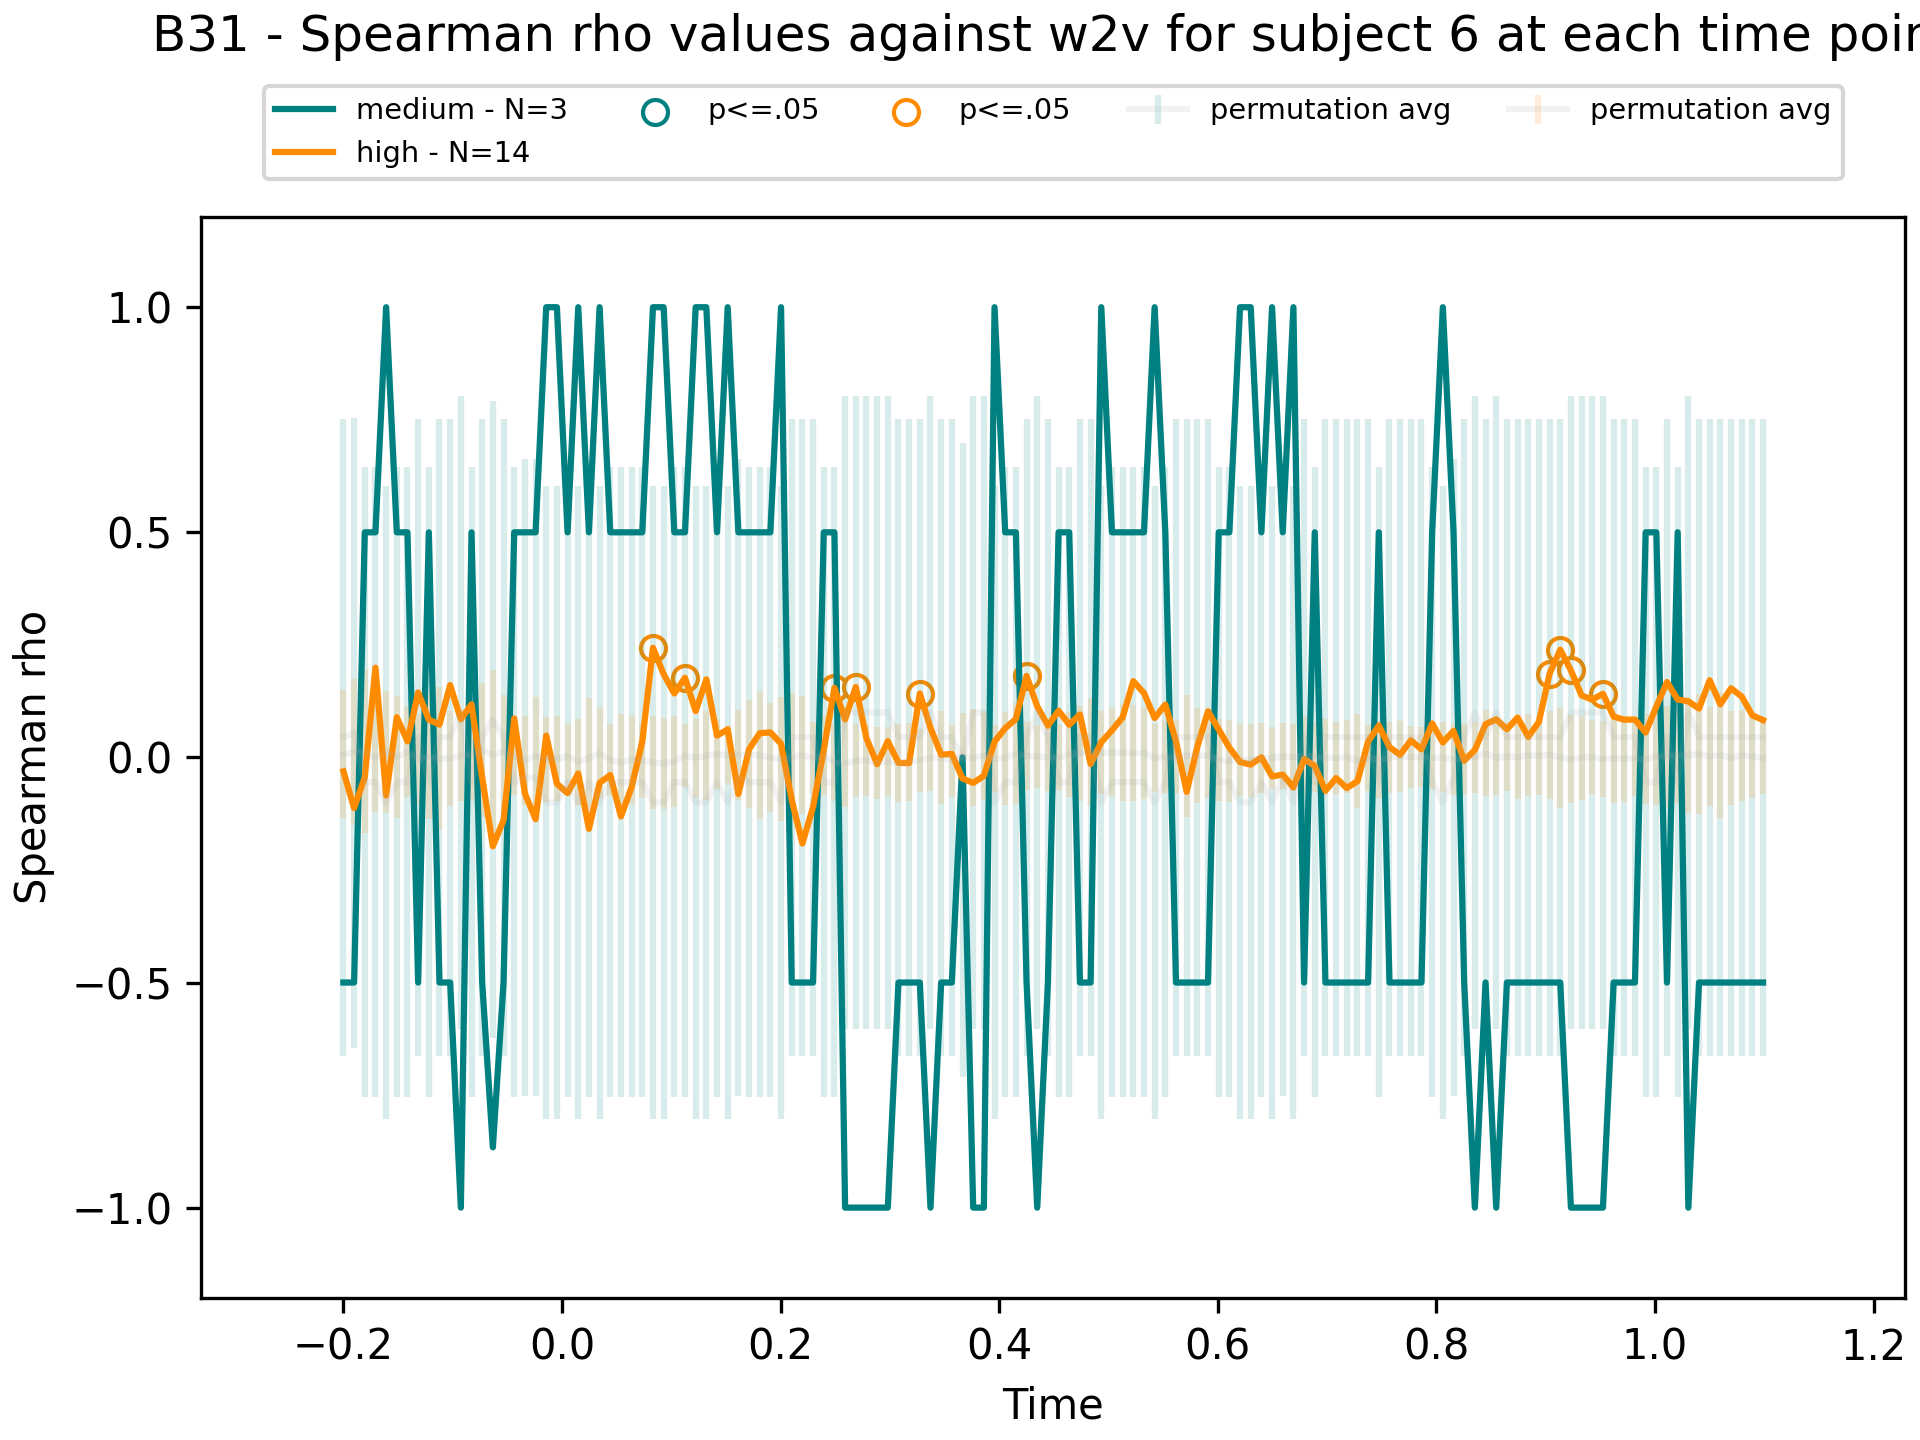 B31 - Spearman rho values against w2v for subject 6 at each time poin
medium - N=3
p<=.05
p<=.05
permutation avg
permutation avg
high - N=14
1.0
0.5
0.0
−0.5
−1.0
Spearman rho
−0.2
0.0
0.2
0.4
0.6
0.8
1.0
1.2
Time